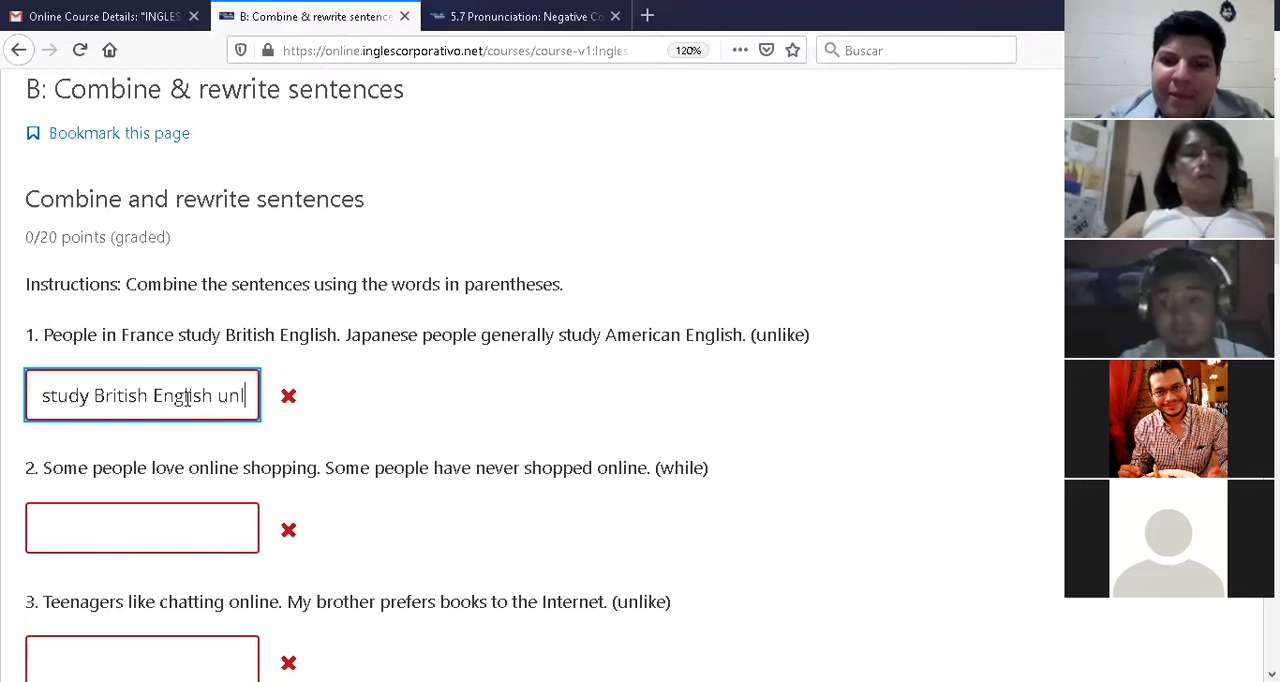 Online Course Details: "INGLES
B: Combine & rewrite sentence
5.7 Pronunciation: Negative Co
https://online.inglescorporativo.net/courses/course-v1:Ingles
120%
Buscar
B: Combine & rewrite sentences
Bookmark this page
Combine and rewrite sentences
0/20 points (graded)
Instructions: Combine the sentences using the words in parentheses.
1. People in France study British English. Japanese people generally study American English. (unlike)
study British English unl
2. Some people love online shopping. Some people have never shopped online. (while)
3. Teenagers like chatting online. My brother prefers books to the Internet. (unlike)